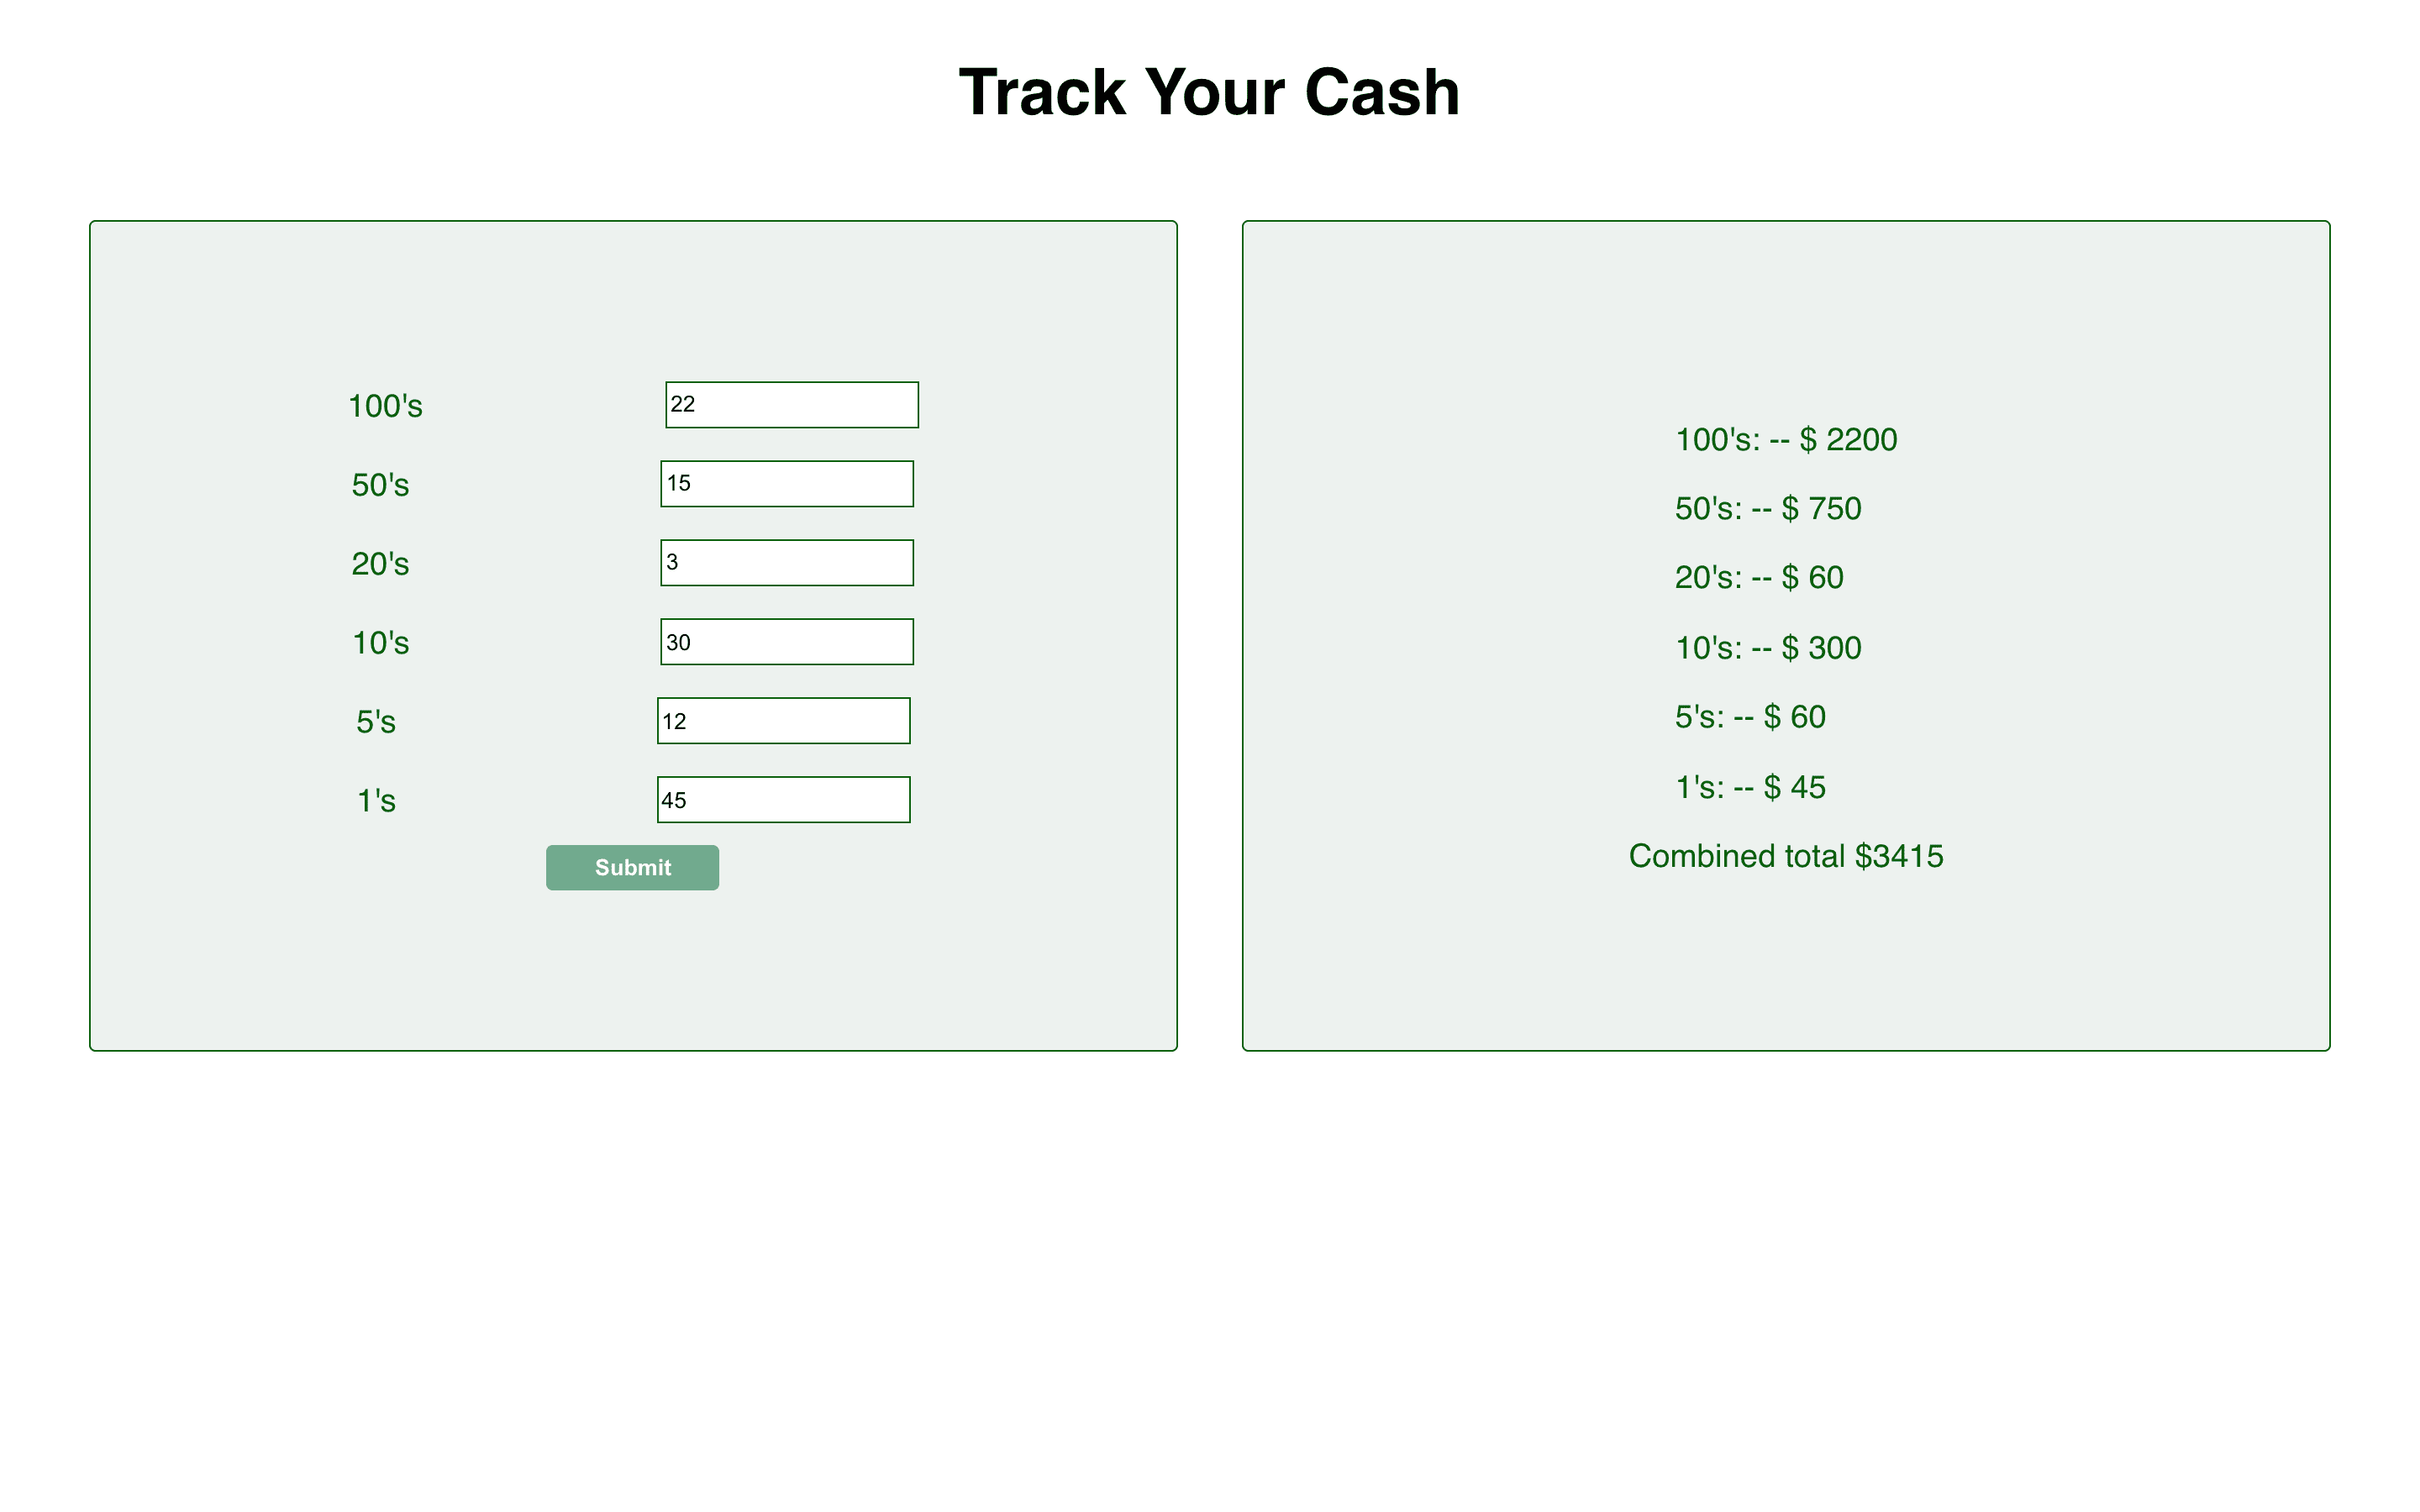 Track Your Cash
100's 22
50's 15
20's 3
10's 30
5's 12
1's 45
Submit
100's: -- $ 2200
50's: -- $ 750
20's: -- $ 60
10's: -- $ 300
5's: -- $ 60
1's: -- $ 45
Combined total $3415